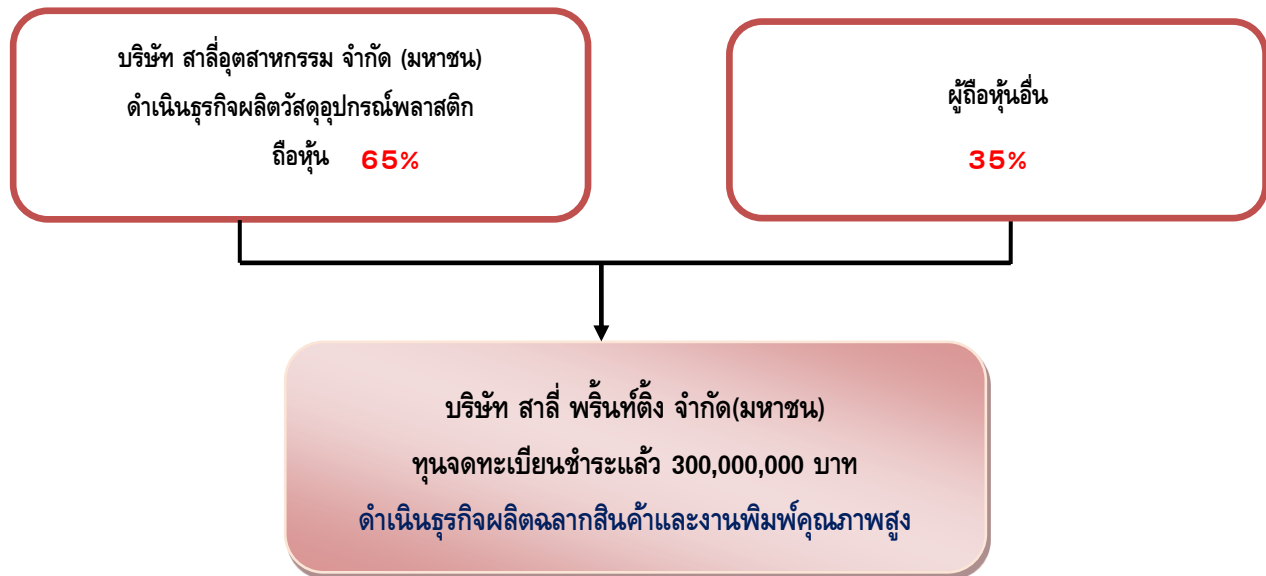 บริษัท สาลี่อุตสาหกรรม จำกัด (มหาชน)
ดำเนินธุรกิจผลิตวัสดุอุปกรณ์พลาสติก
ถือหุ้น 65%
ผู้ถือหุ้นอื่น
35%
บริษัท สาลี่ พริ้นท์ติ้ง จำกัด(มหาชน)
ทุนจดทะเบียนชำระแล้ว 300,000,000 บาท
ดำเนินธุรกิจผลิตฉลากสินค้าและงานพิมพ์คุณภาพสูง